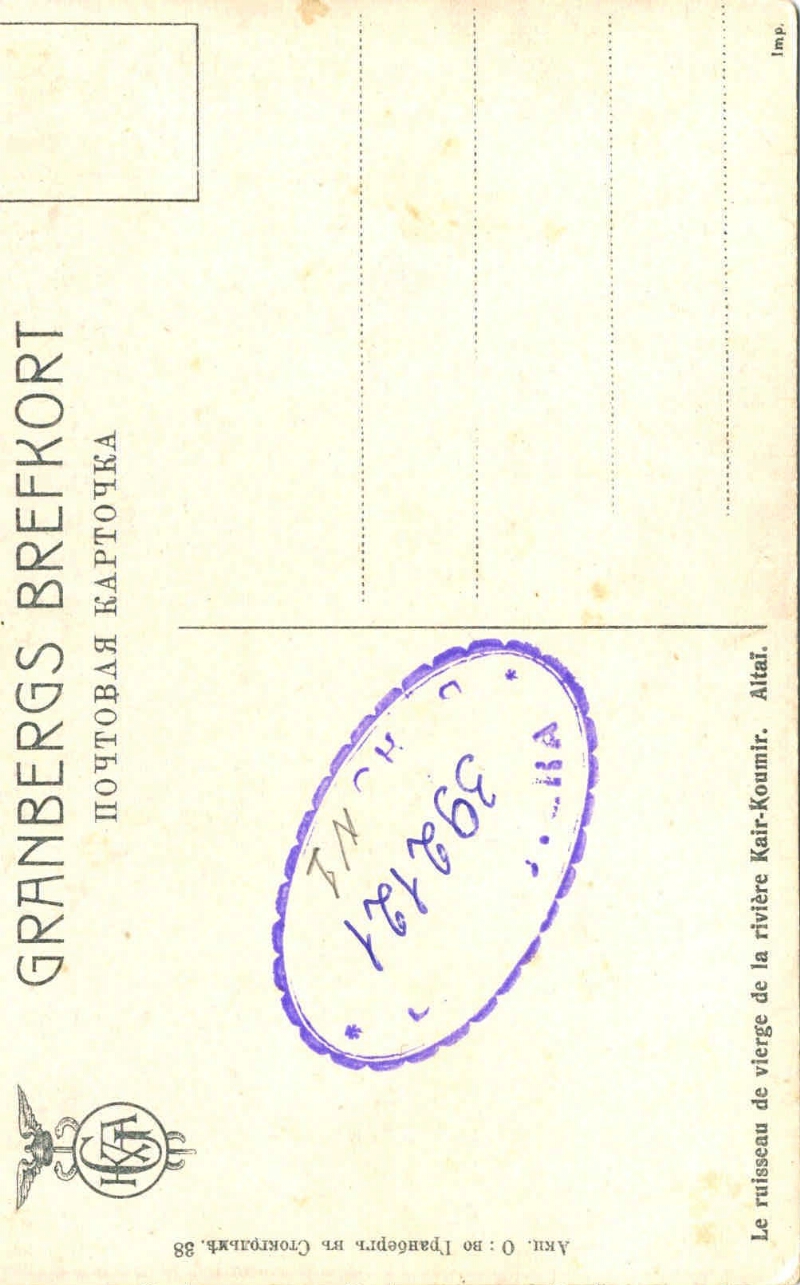 GRANBERGS BREFKORT
ПОЧТОВАЯ КАРТОЧКА
Акц. О: во Гранбергъ въ Стокгольмѣ. 38
392121
Le ruisseau de vierge de la rivière Kair-Koumir. Altaï.
Imp.